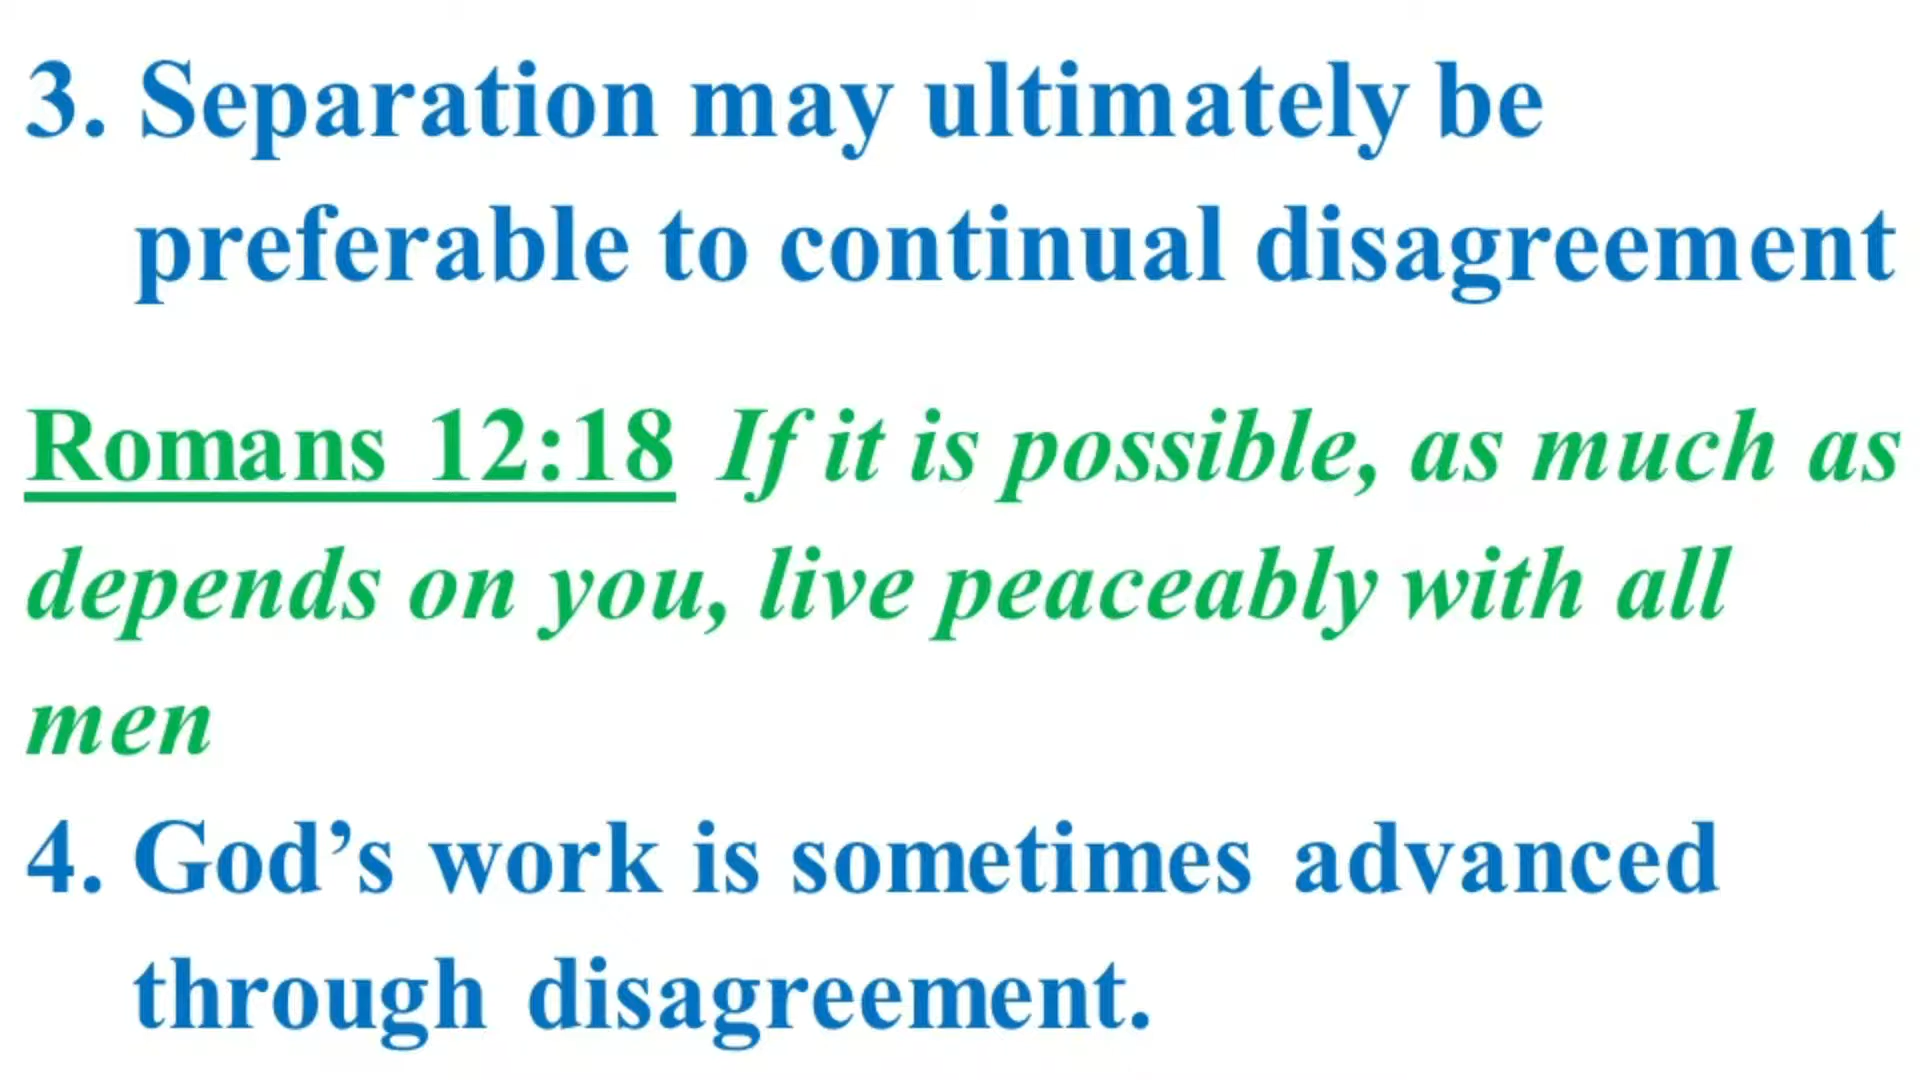 3. Separation may ultimately be
preferable to continual disagreement
Romans 12:18 If it is possible, as much as
depends on you, live peaceably with all
men
4. God’s work is sometimes advanced
through disagreement.